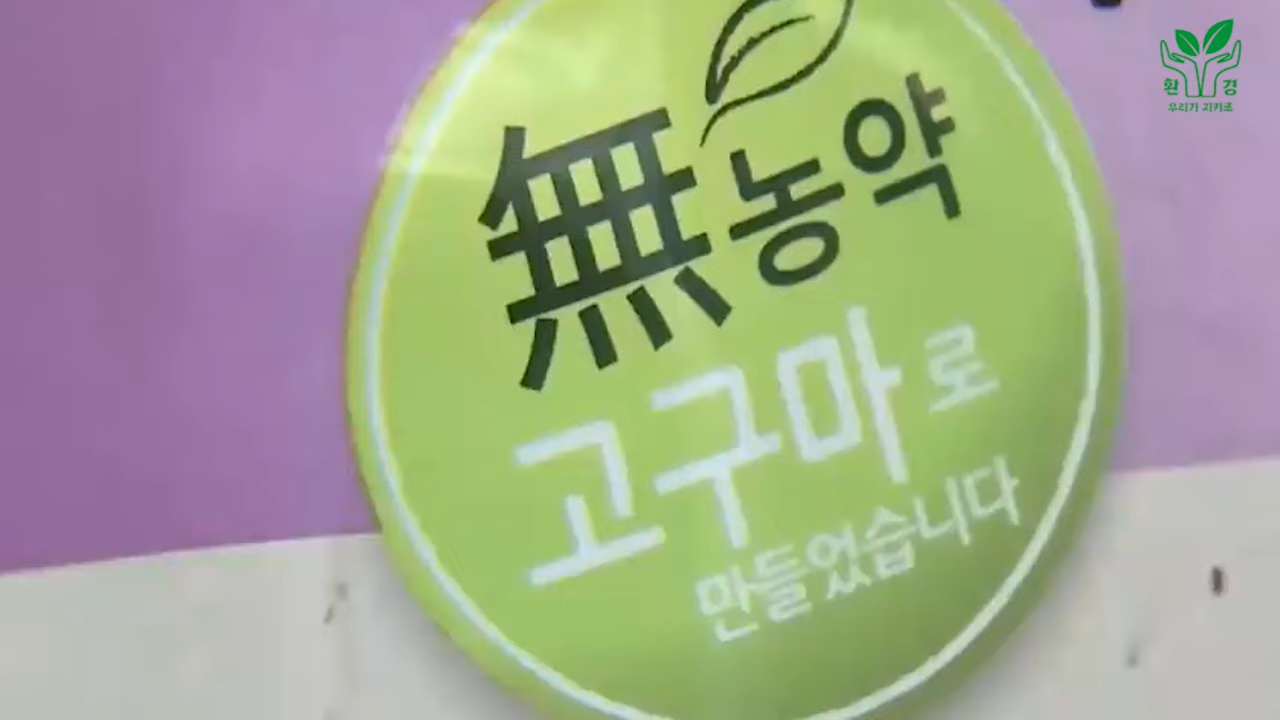 無농약
고구마로
만들었습니다
환경
우리가 지키죠